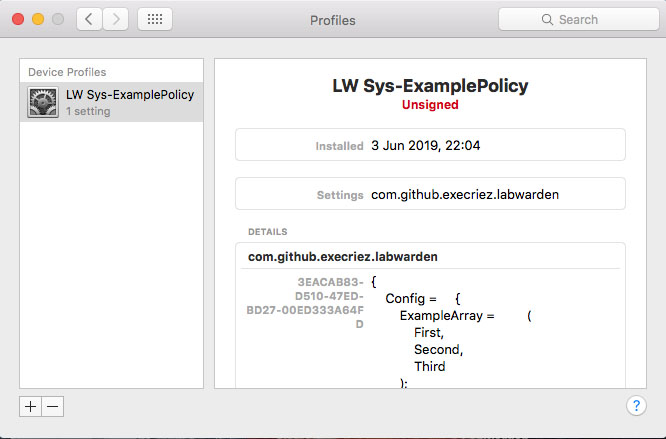 Profiles
Search
Device Profiles
LW Sys-ExamplePolicy
1 setting
LW Sys-ExamplePolicy
Unsigned
Installed 3 Jun 2019, 22:04
Settings com.github.execriez.labwarden
DETAILS
com.github.execriez.labwarden
3EACAB83- {
D510-47ED- Config = {
BD27-00ED333A64F ExampleArray = (
D First,
Second,
Third
);
?